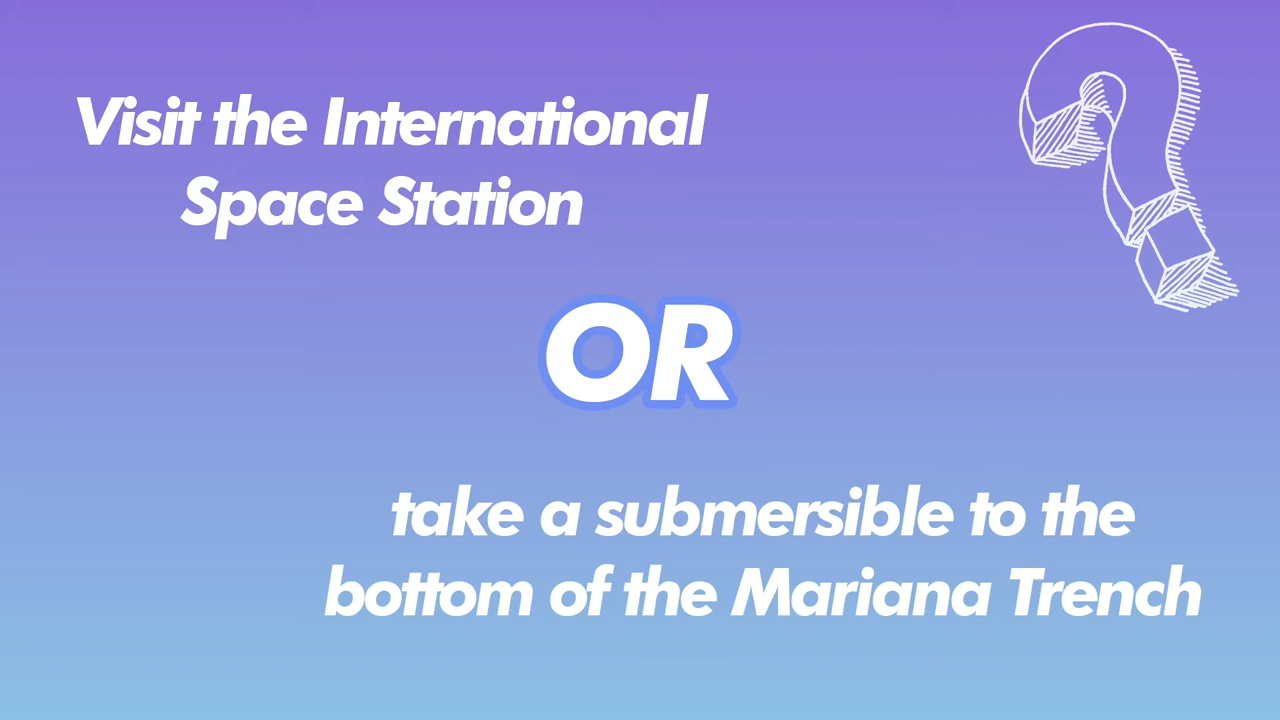 Visit the International
Space Station
OR
take a submersible to the
bottom of the Mariana Trench